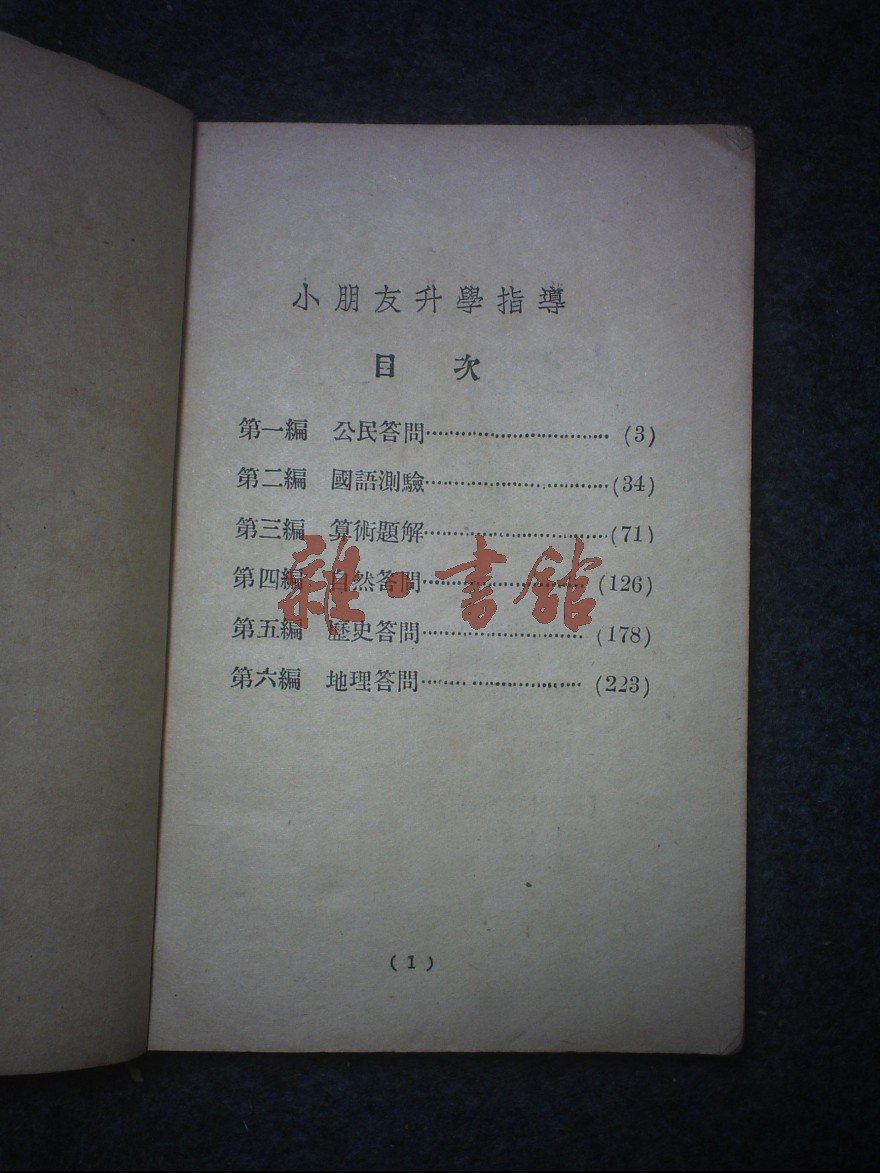 小朋友升學指導
目次
第一編 公民答問……………………………(3)
第二編 國語測驗……………………………(34)
第三編 算術題解……………………………(71)
第四編 自然答問……………………………(126)
第五編 歷史答問……………………………(178)
第六編 地理答問……………………………(223)
雜·書館
(1)